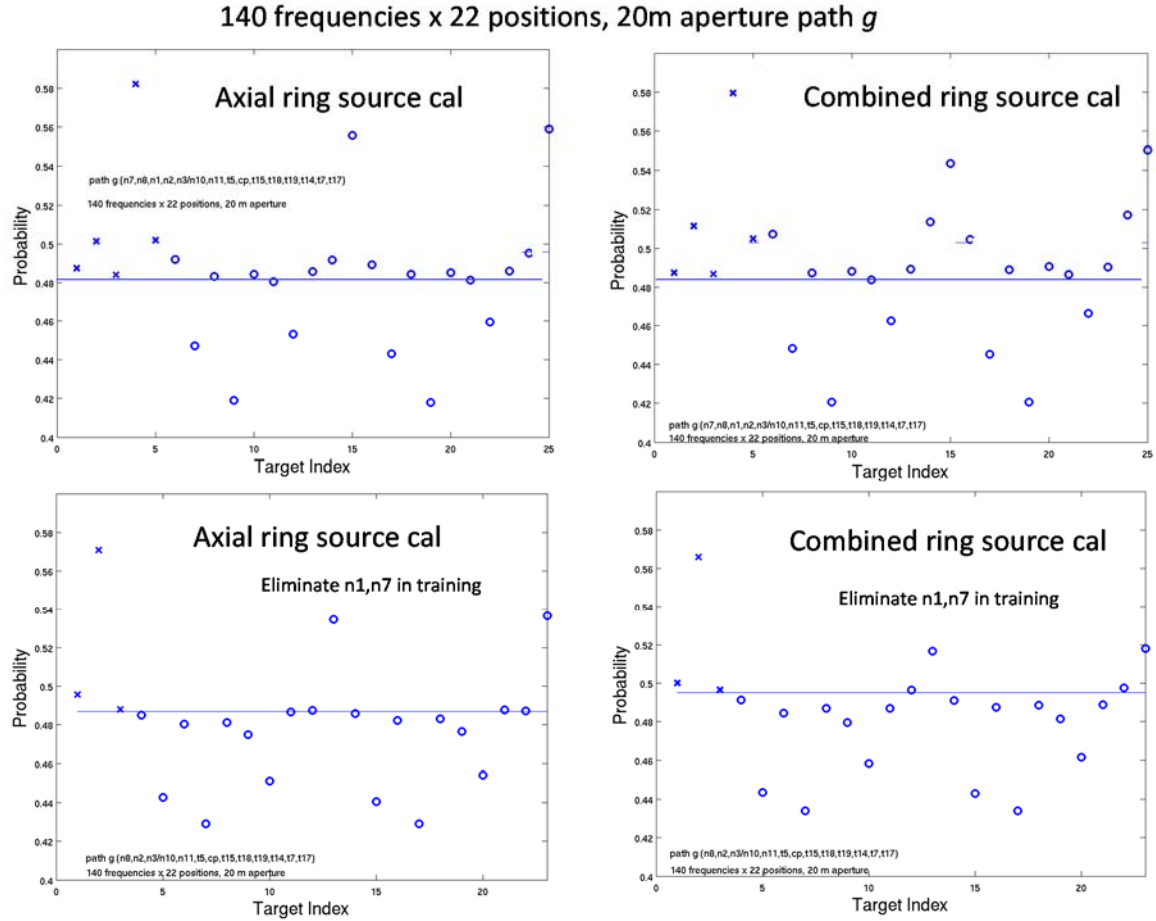 140 frequencies x 22 positions, 20m aperture path g
Axial ring source cal
path g (n7,n8,n1,n2,n3/n10,n11,t5,cp,t15,t18,t19,t14,t7,t17)
140 frequencies x 22 positions, 20 m aperture
Probability
0.58
0.56
0.54
0.52
0.5
0.48
0.46
0.44
0.42
0.4
0
5
10
15
20
25
Target Index
Combined ring source cal
path g (n7,n8,n1,n2,n3/n10,n11,t5,cp,t15,t18,t19,t14,t7,t17)
140 frequencies x 22 positions, 20 m aperture
Probability
0.58
0.56
0.54
0.52
0.5
0.48
0.46
0.44
0.42
0.4
0
5
10
15
20
25
Target Index
Axial ring source cal
Eliminate n1,n7 in training
path g (n8,n2,n3/n10,n11,t5,cp,t15,t18,t19,t14,t7,t17)
140 frequencies x 22 positions, 20 m aperture
Probability
0.58
0.56
0.54
0.52
0.5
0.48
0.46
0.44
0.42
0.4
0
5
10
15
20
Target Index
Combined ring source cal
Eliminate n1,n7 in training
path g (n8,n2,n3/n10,n11,t5,cp,t15,t18,t19,t14,t7,t17)
140 frequencies x 22 positions, 20 m aperture
Probability
0.58
0.56
0.54
0.52
0.5
0.48
0.46
0.44
0.42
0.4
0
5
10
15
20
Target Index